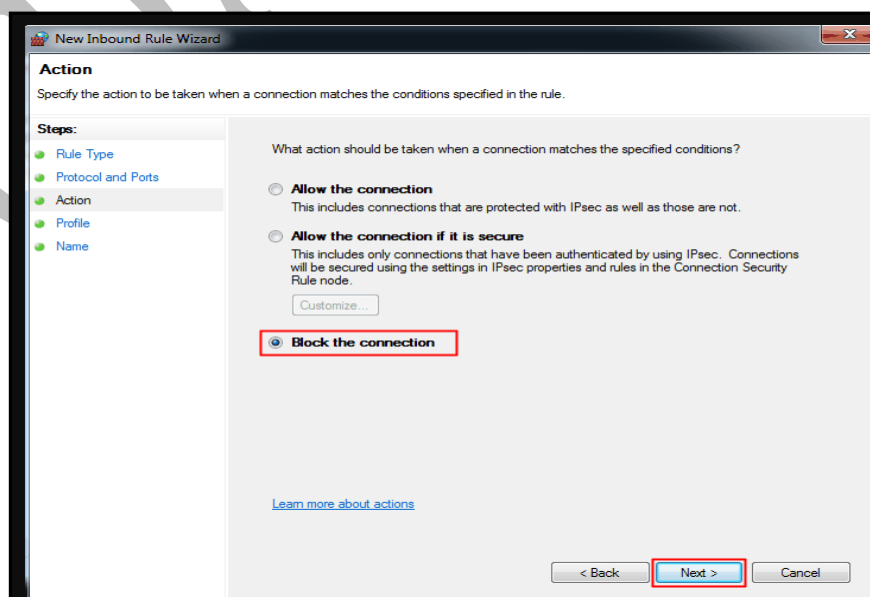 New Inbound Rule Wizard
Action
Specify the action to be taken when a connection matches the conditions specified in the rule.
Steps:
Rule Type
Protocol and Ports
Action
Profile
Name
What action should be taken when a connection matches the specified conditions?
Allow the connection
This includes connections that are protected with IPsec as well as those are not.
Allow the connection if it is secure
This includes only connections that have been authenticated by using IPsec. Connections
will be secured using the settings in IPsec properties and rules in the Connection Security
Rule node.
Customize...
Block the connection
Learn more about actions
< Back Next > Cancel